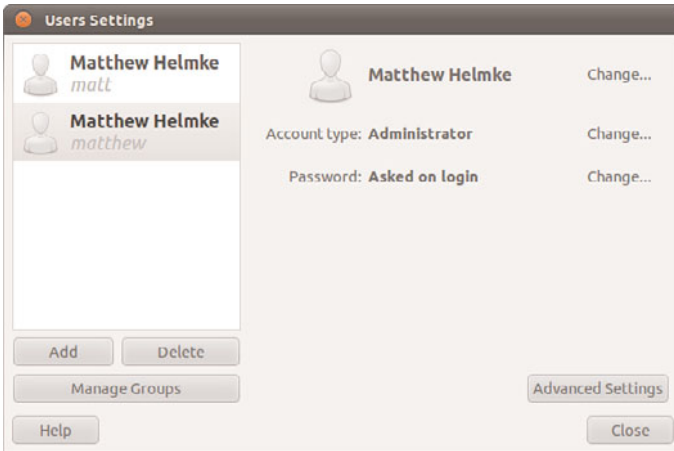 Users Settings
Matthew Helmke
matt
Matthew Helmke
matthew
Matthew Helmke Change...
Account type: Administrator Change...
Password: Asked on login Change...
Add Delete
Manage Groups
Advanced Settings
Help
Close